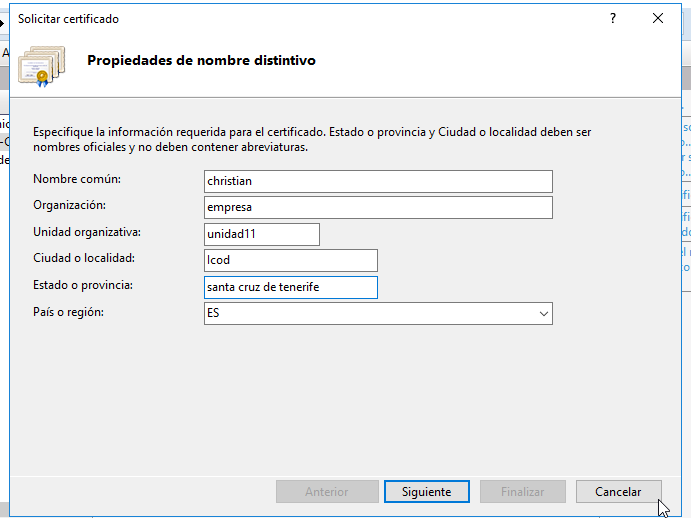 Solicitar certificado
?
Propiedades de nombre distintivo
Especifique la información requerida para el certificado. Estado o provincia y Ciudad o localidad deben ser
nombres oficiales y no deben contener abreviaturas.
Nombre común: christian
Organización: empresa
Unidad organizativa: unidad11
Ciudad o localidad: Icod
Estado o provincia: santa cruz de tenerife
País o región: ES
Anterior Siguiente Finalizar Cancelar